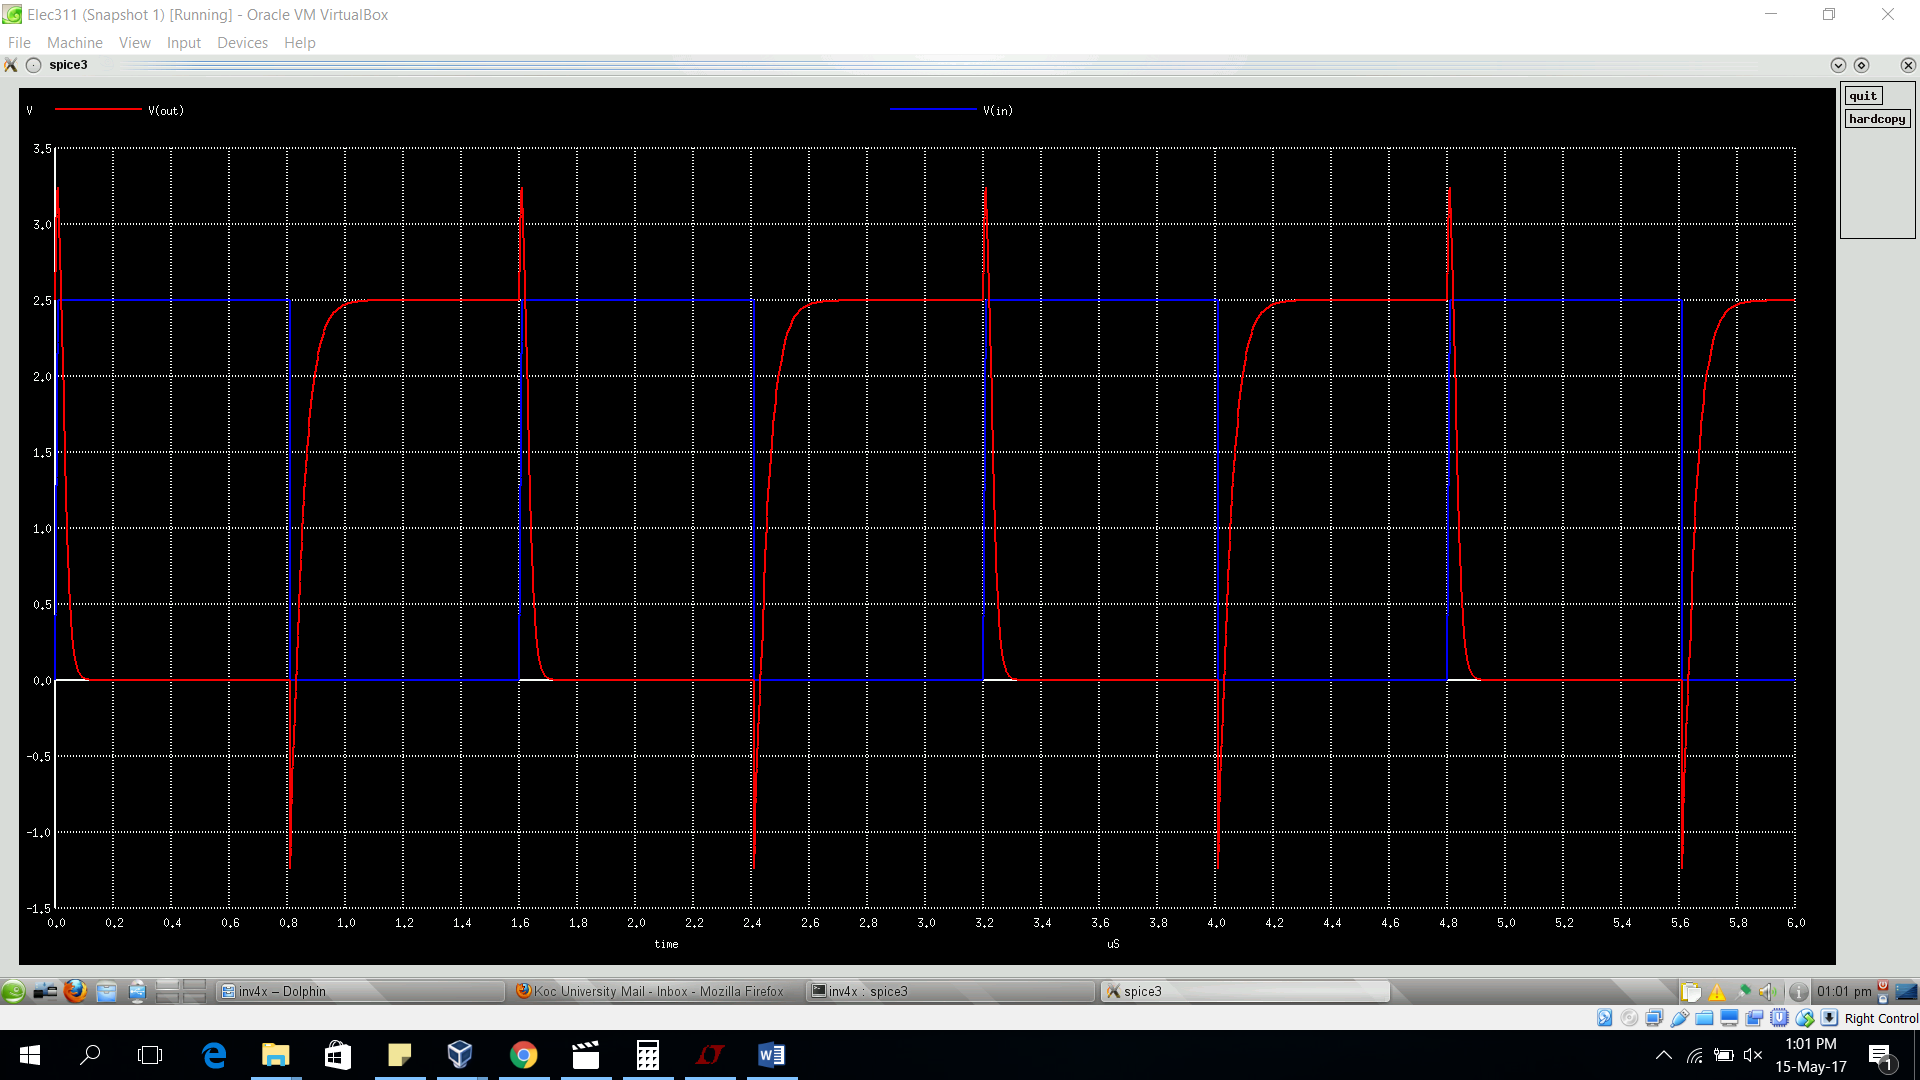 Elec311 (Snapshot 1) [Running] - Oracle VM VirtualBox
File Machine View Input Devices Help
spice3
quit
hardcopy
V V(out) V(in)
3.5
3.0
2.5
2.0
1.5
1.0
0.5
0.0
-0.5
-1.0
-1.5
0.0 0.2 0.4 0.6 0.8 1.0 1.2 1.4 1.6 1.8 2.0 2.2 2.4 2.6 2.8 3.0 3.2 3.4 3.6 3.8 4.0 4.2 4.4 4.6 4.8 5.0 5.2 5.4 5.6 5.8 6.0
time uS
inv4x – Dolphin
Koc University Mail - Inbox - Mozilla Firefox
inv4x : spice3
spice3
01:01 pm
Right Control
1:01 PM
15-May-17
1